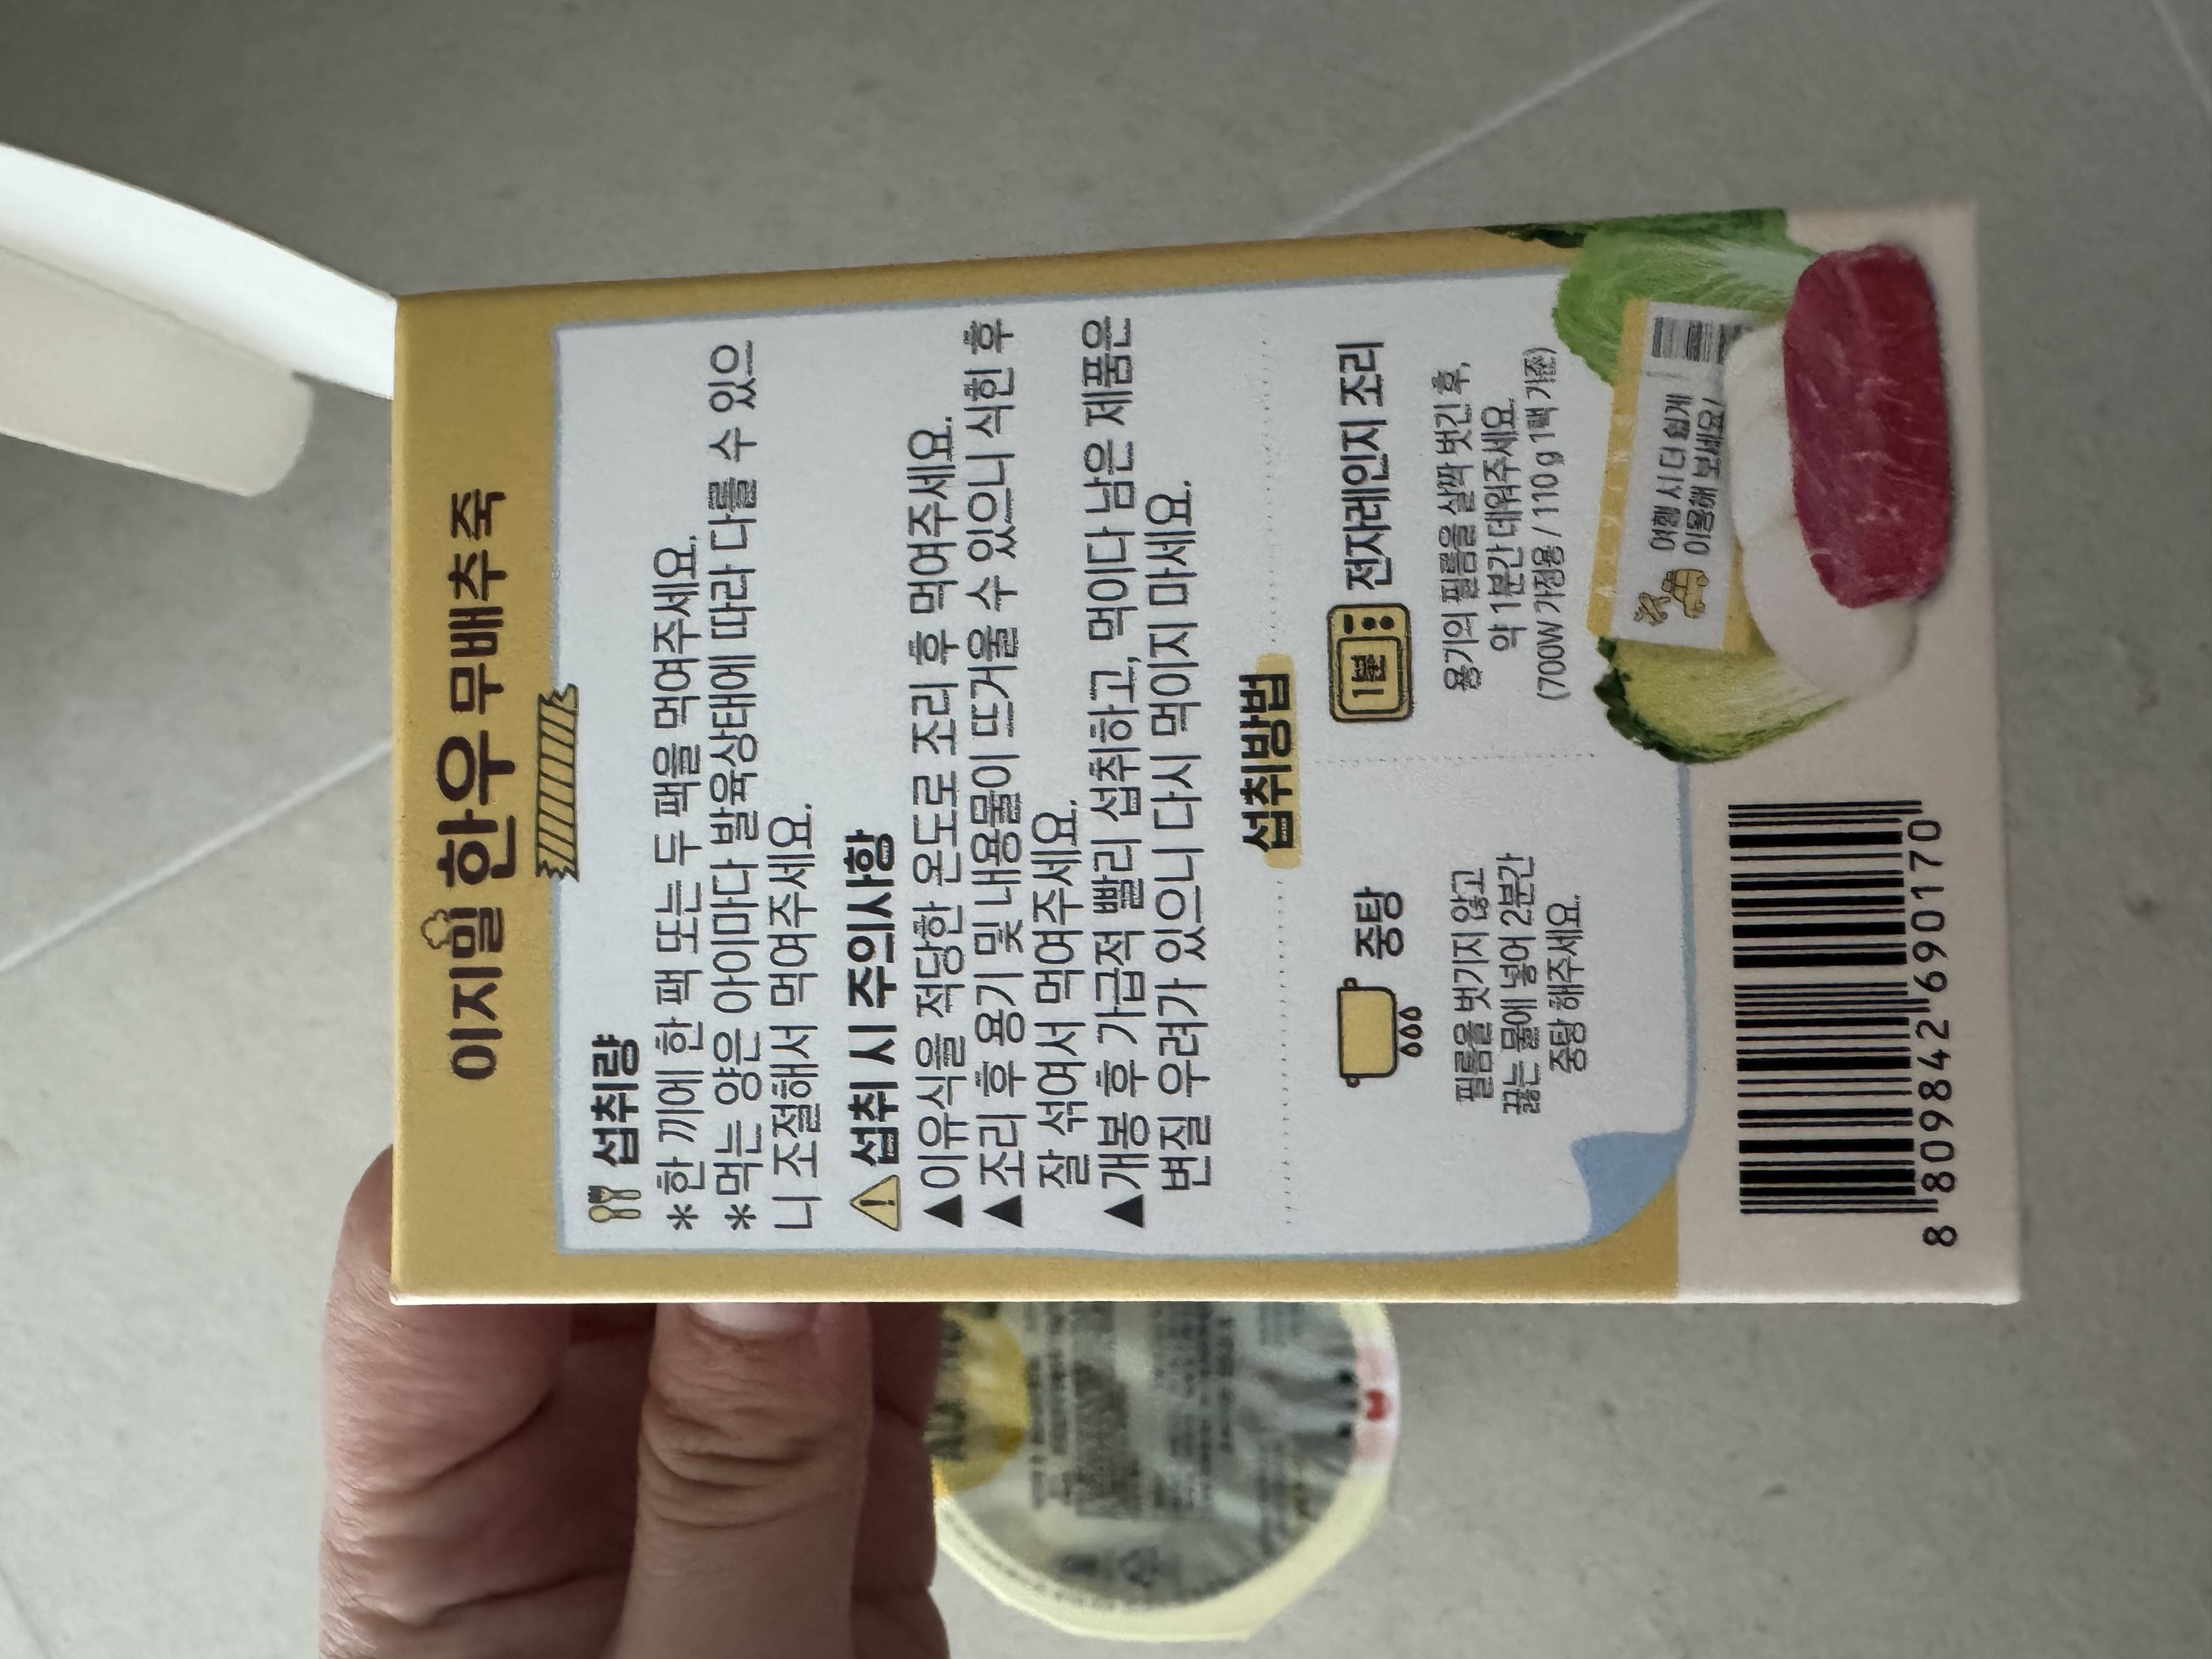 이지밀 한우 무배추죽
섭취량
*한 끼에 한 팩 또는 두 팩을 먹여주세요.
*먹는 양은 아이마다 발육상태에 따라 다를 수 있으
니 조절해서 먹여주세요.
섭취 시 주의사항
▲이유식을 적당한 온도로 조리 후 먹여주세요.
▲조리 후 용기 및 내용물이 뜨거울 수 있으니 식힌 후
잘 섞여서 먹여주세요.
▲개봉 후 가급적 빨리 섭취하고, 먹이다 남은 제품은
변질 우려가 있으니 다시 먹이지 마세요.
섭취방법
중탕
필름을 벗기지 않고
끓는 물에 넣어 2분간
중탕 해주세요.
1분
전자레인지 조리
용기의 필름을 살짝 벗긴 후,
약 1분간 데워주세요.
(700W 가정용 / 110g 1팩 기준)
여행 시 더 쉽게
이용해 보세요!
8 809842 690170